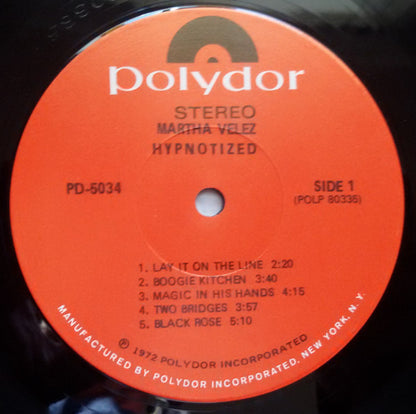 polydor
STEREO
MARTHA VELEZ
HYPNOTIZED
PD-5034
SIDE 1
(POLP 80336)
1. LAY IT ON THE LINE 2:20
2. BOOGIE KITCHEN 3:40
3. MAGIC IN HIS HANDS 4:15
4. TWO BRIDGES 3:57
5. BLACK ROSE 5:10
Ⓟ 1972 POLYDOR INCORPORATED
MANUFACTURED BY POLYDOR INCORPORATED. NEW YORK, N.Y.